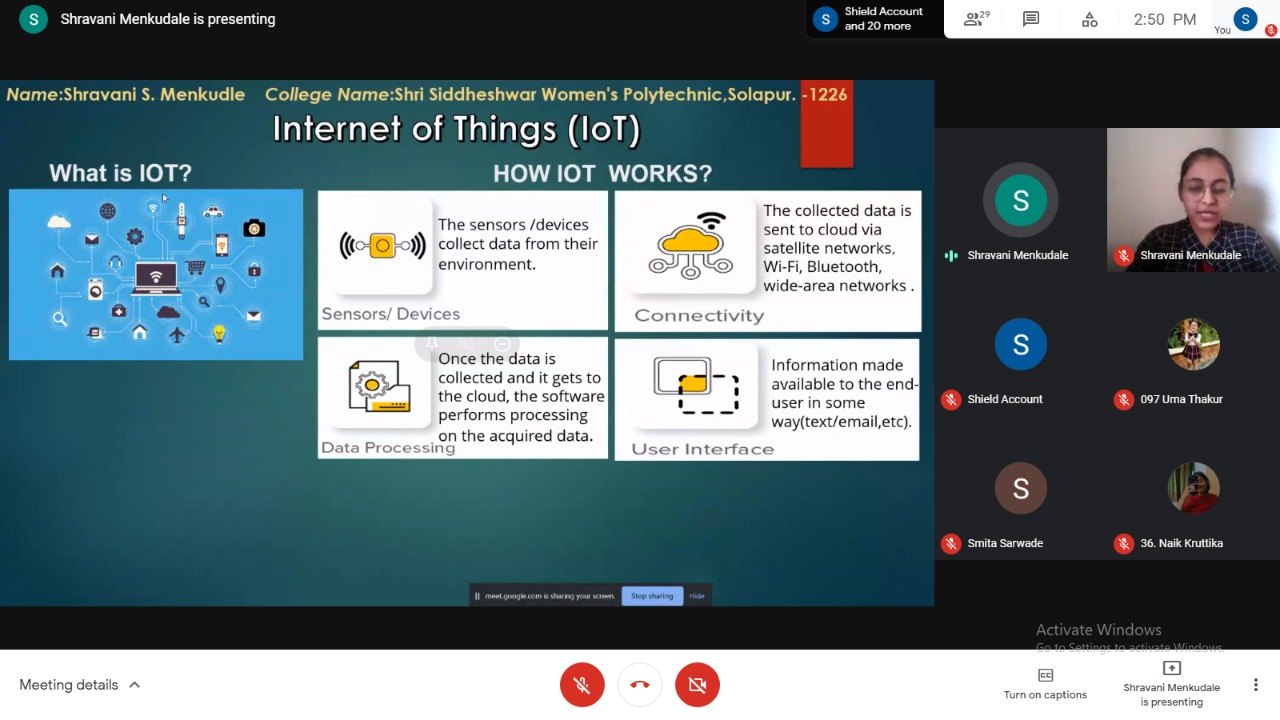 S
Shravani Menkudale is presenting
S
Shield Account
and 20 more
29
2:50 PM
You
S
Name:Shravani S. Menkudle College Name:Shri Siddheshwar Women's Polytechnic,Solapur. -1226
Internet of Things (IoT)
What is IOT?
HOW IOT WORKS?
The sensors /devices
collect data from their
environment.
Sensors/ Devices
The collected data is
sent to cloud via
satellite networks,
Wi-Fi, Bluetooth,
wide-area networks .
Connectivity
Once the data is
collected and it gets to
the cloud, the software
performs processing
on the acquired data.
Data Processing
Information made
available to the end-
user in some
way(text/email,etc).
User Interface
meet.google.com is sharing your screen.
Stop sharing
Hide
S
Shravani Menkudale
Shravani Menkudale
S
Shield Account
097 Uma Thakur
S
Smita Sarwade
36. Naik Kruttika
Activate Windows
Go to Settings to activate Windows.
Meeting details
CC
Turn on captions
Shravani Menkudale
is presenting